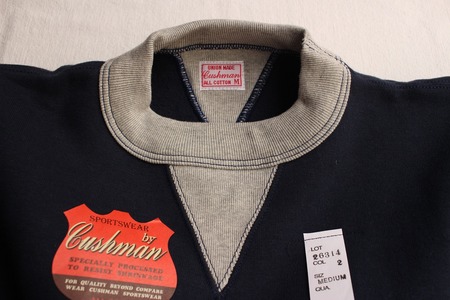 UNION MADE
Cushman
ALL COTTON M
SPORTSWEAR
by
Cushman
SPECIALLY PROCESSED
TO RESIST SHRINKAGE
FOR QUALITY BEYOND COMPARE
WEAR CUSHMAN SPORTSWEAR
LOT
26314
COL 2
SIZ
MEDIUM
QUA.